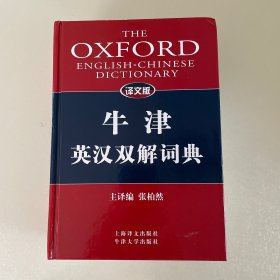 THE
OXFORD
ENGLISH-CHINESE
DICTIONARY
译文版
牛津
英汉双解词典
主译编 张柏然
上海译文出版社
牛津大学出版社